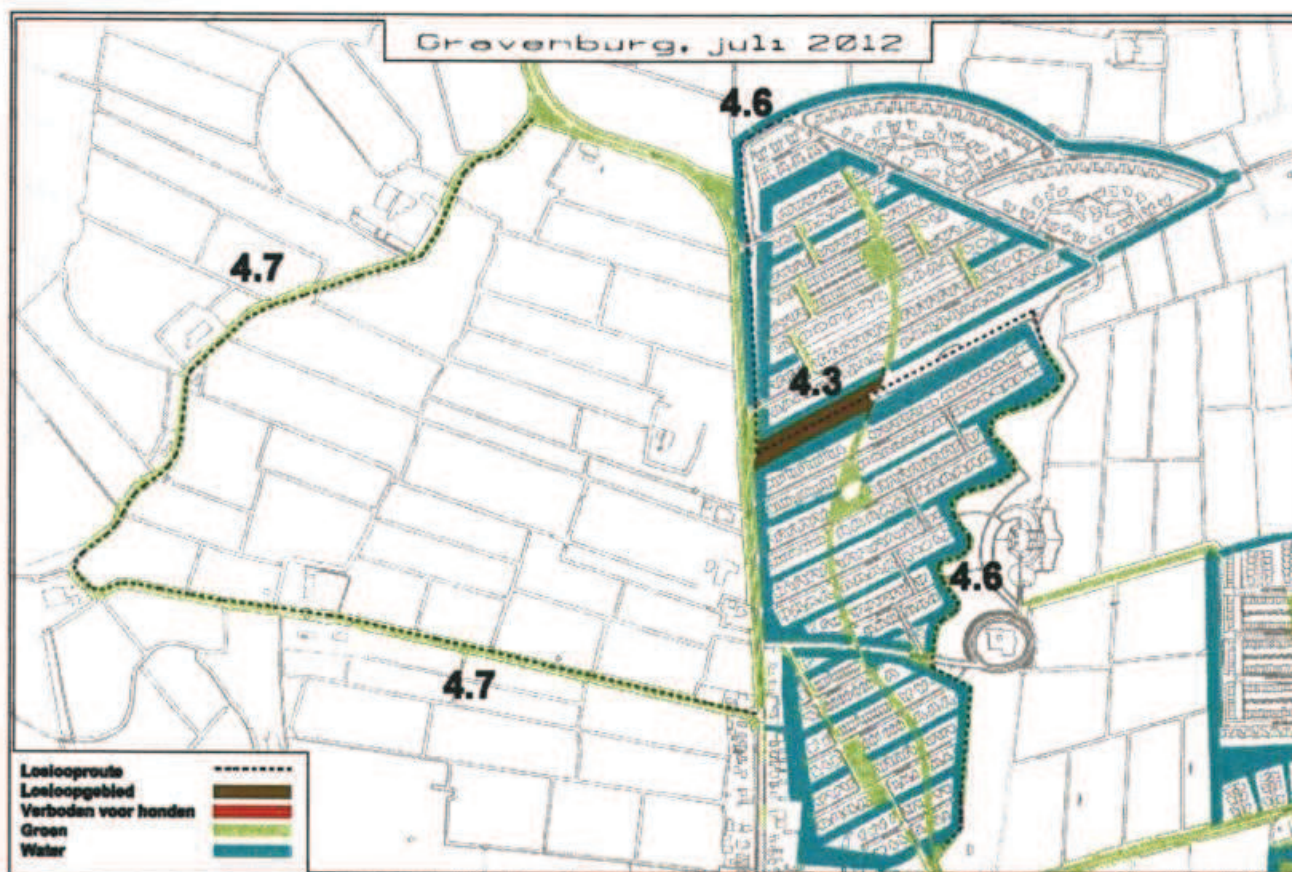 Gravenburg, juli 2012
4.6
4.7
4.3
4.6
4.7
Loslooproute
Losloopgebied
Verboden voor honden
Groen
Water